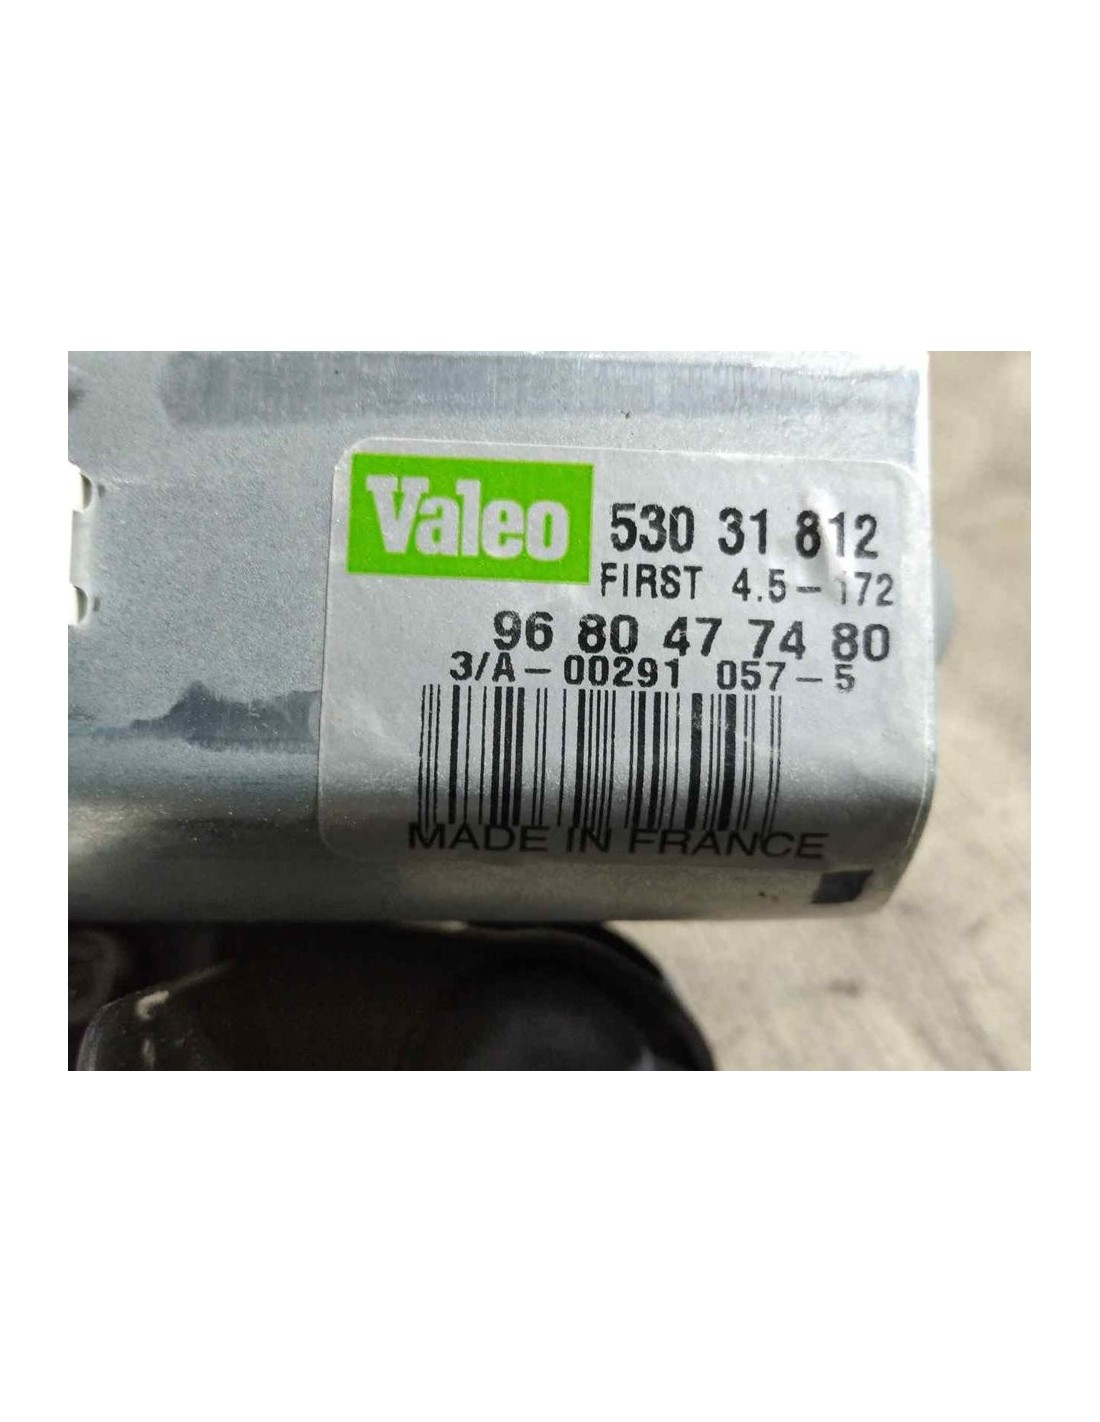 Valeo
530 31 812
FIRST 4.5-172
96 80 47 74 80
3/A-00291 057-5
MADE IN FRANCE